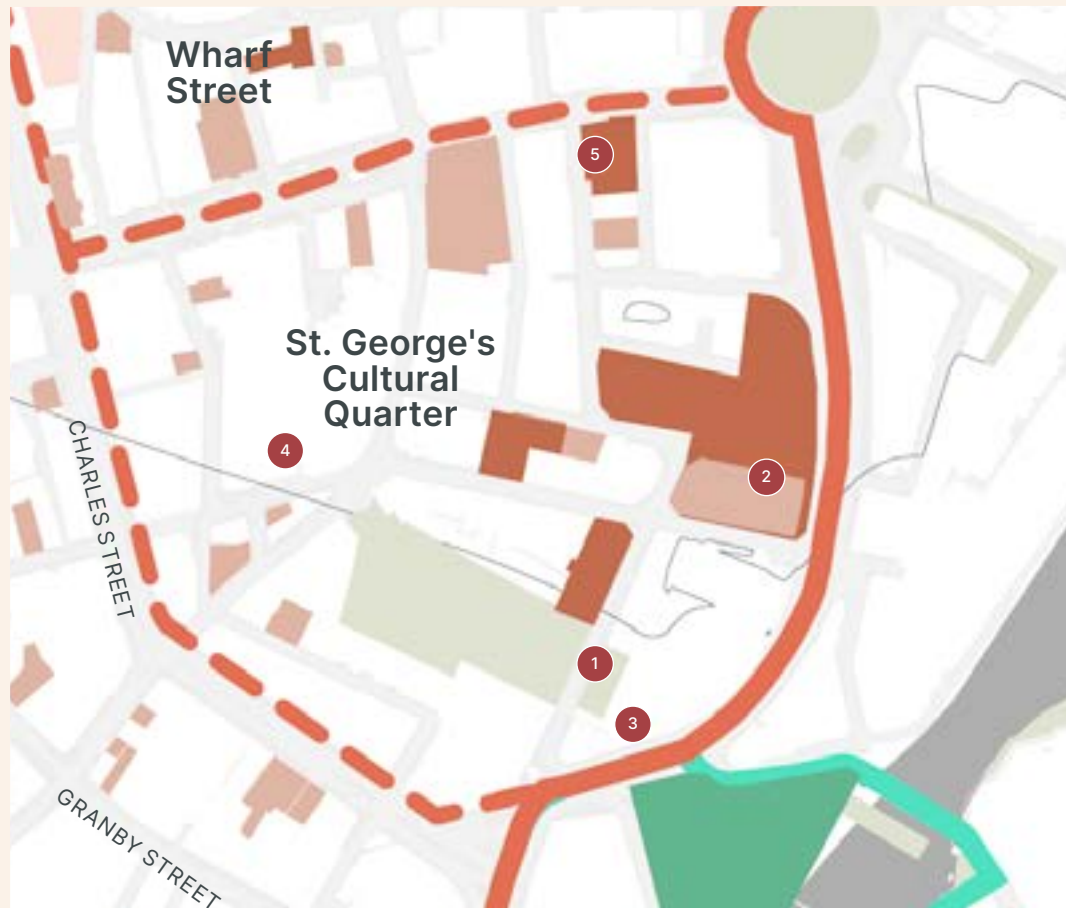 Wharf
Street
5
St. George's
Cultural
Quarter
4
2
CHARLES STREET
1
3
GRANBY STREET